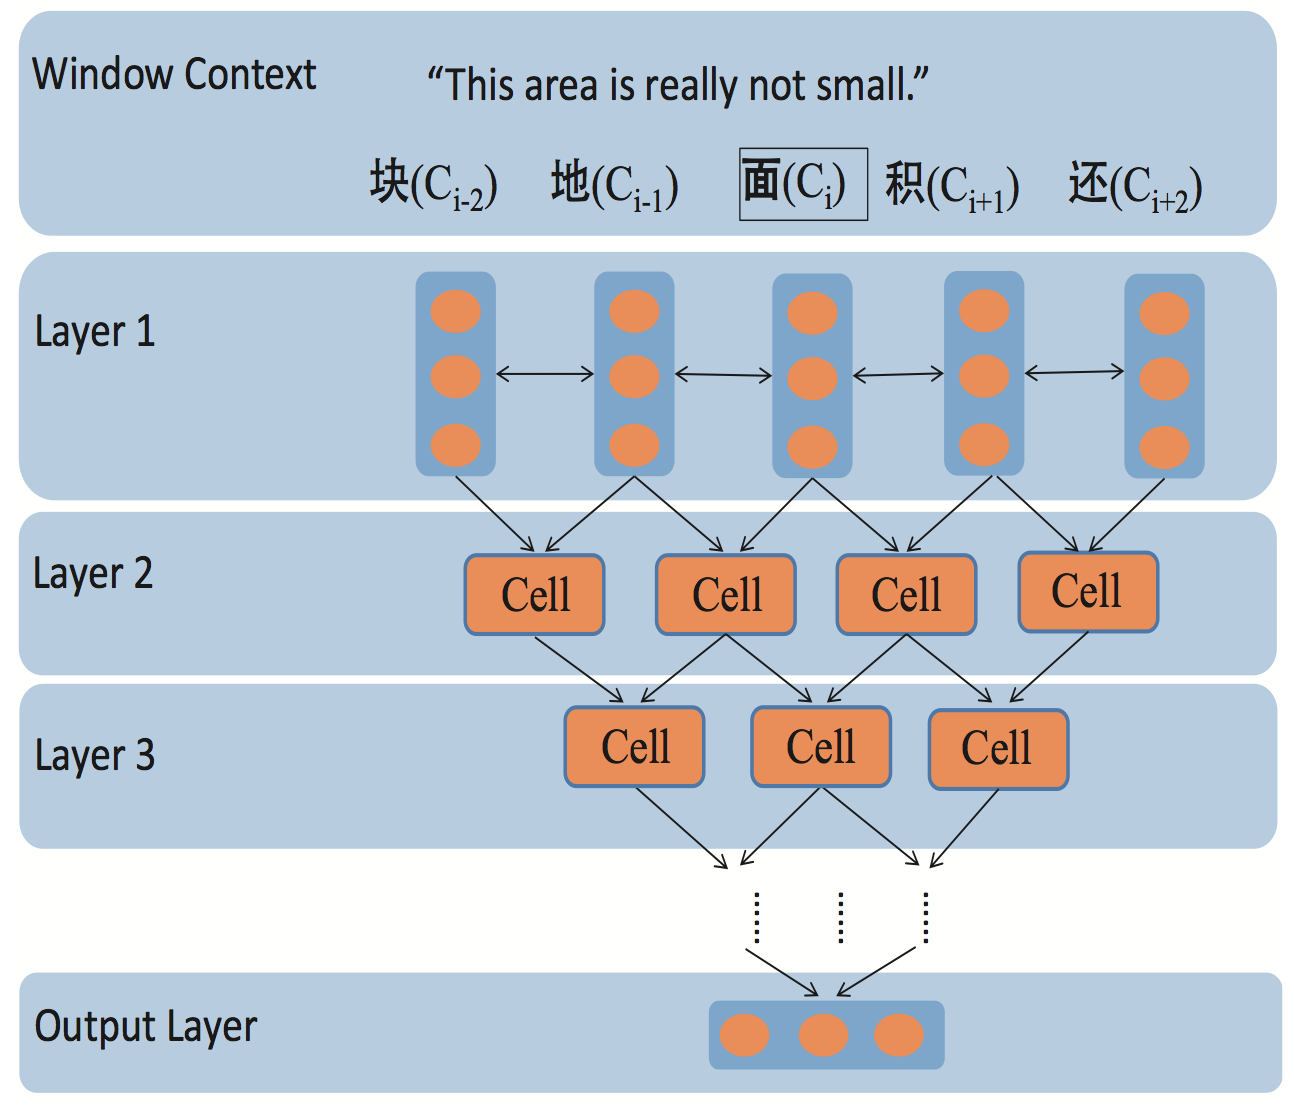 Window Context
“This area is really not small.”
块(Ci-2) 地(Ci-1) 面(Ci) 积(Ci+1) 还(Ci+2)
Layer 1
Layer 2
Cell Cell Cell Cell
Layer 3
Cell Cell Cell
Output Layer